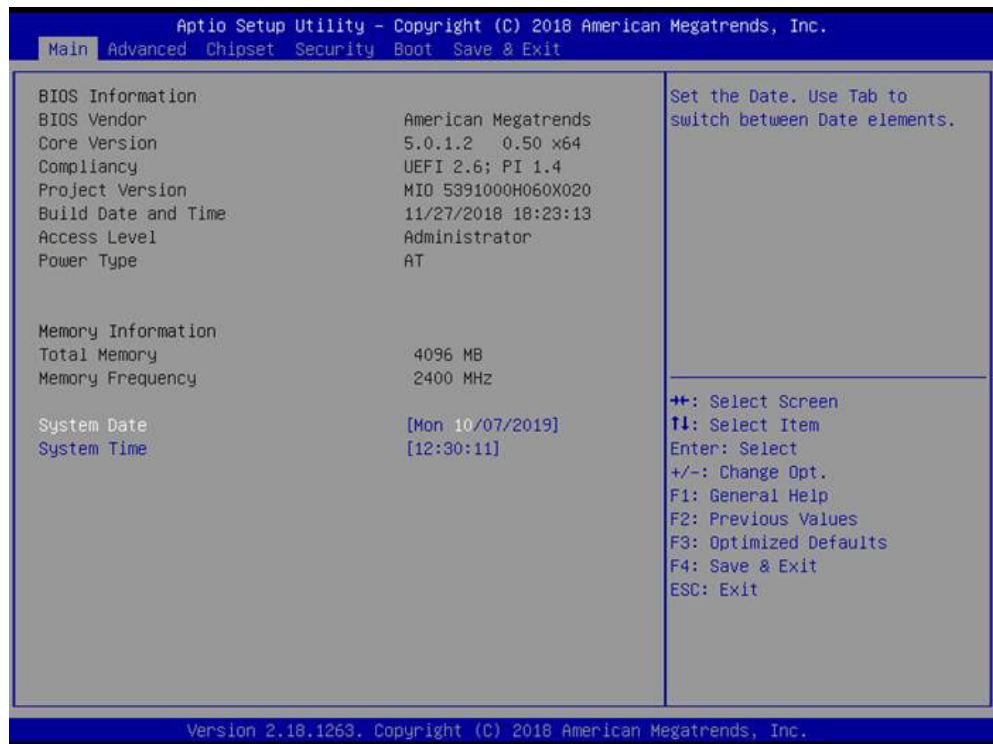 Aptio Setup Utility – Copyright (C) 2018 American Megatrends, Inc.
Main Advanced Chipset Security Boot Save & Exit
BIOS Information
BIOS Vendor American Megatrends
Core Version 5.0.1.2 0.50 x64
Compliancy UEFI 2.6; PI 1.4
Project Version MIO 5391000H060X020
Build Date and Time 11/27/2018 18:23:13
Access Level Administrator
Power Type AT
Memory Information
Total Memory 4096 MB
Memory Frequency 2400 MHz
System Date [Mon 10/07/2019]
System Time [12:30:11]
Set the Date. Use Tab to
switch between Date elements.
→←: Select Screen
↑↓: Select Item
Enter: Select
+/-: Change Opt.
F1: General Help
F2: Previous Values
F3: Optimized Defaults
F4: Save & Exit
ESC: Exit
Version 2.18.1263. Copyright (C) 2018 American Megatrends, Inc.